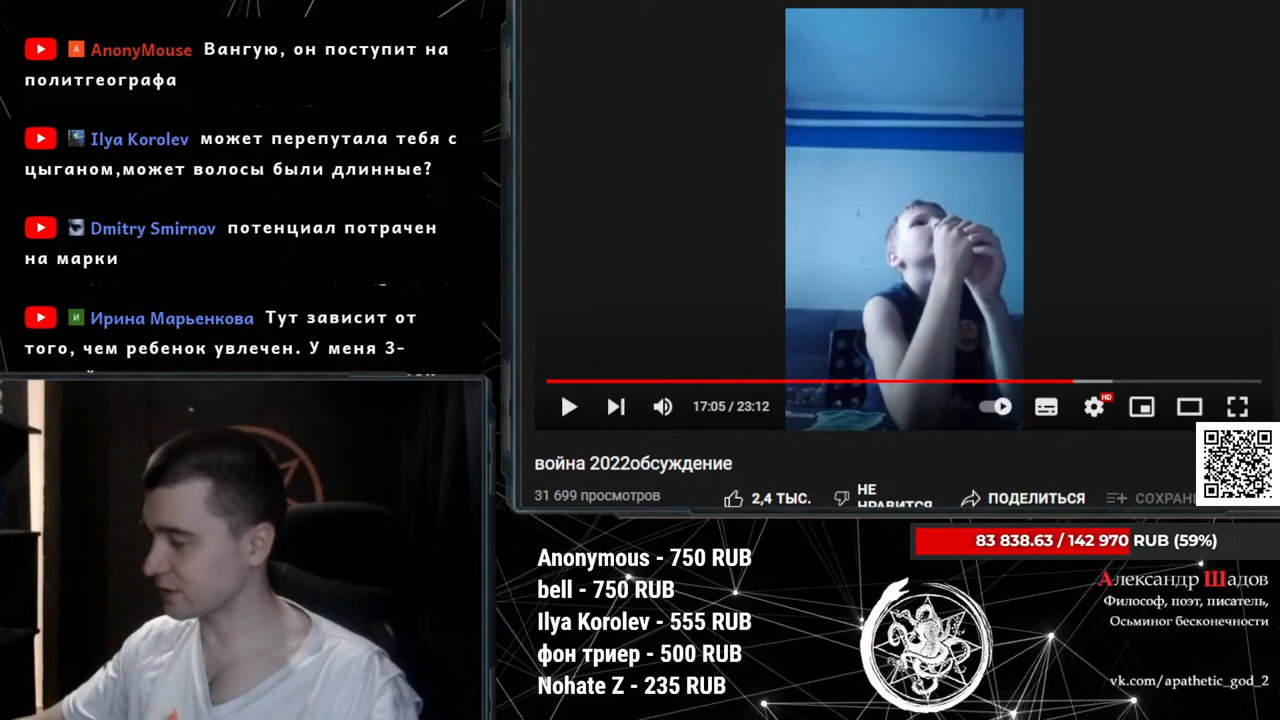 AnonyMouse Вангую, он поступит на
политгеографа
Ilya Korolev может перепутала тебя с
цыганом,может волосы были длинные?
Dmitry Smirnov потенциал потрачен
на марки
Ирина Марьенкова Тут зависит от
того, чем ребенок увлечен. У меня 3-
17:05 / 23:12
HD
война 2022обсуждение
31 699 просмотров
2,4 ТЫС.
НЕ
НРАВИТСЯ
ПОДЕЛИТЬСЯ
83 838.63 / 142 970 RUB (59%)
Anonymous - 750 RUB
bell - 750 RUB
Ilya Korolev - 555 RUB
фон триер - 500 RUB
Nohate Z - 235 RUB
Александр Шадов
Философ, поэт, писатель,
Осьминог бесконечности
vk.com/apathetic_god_2